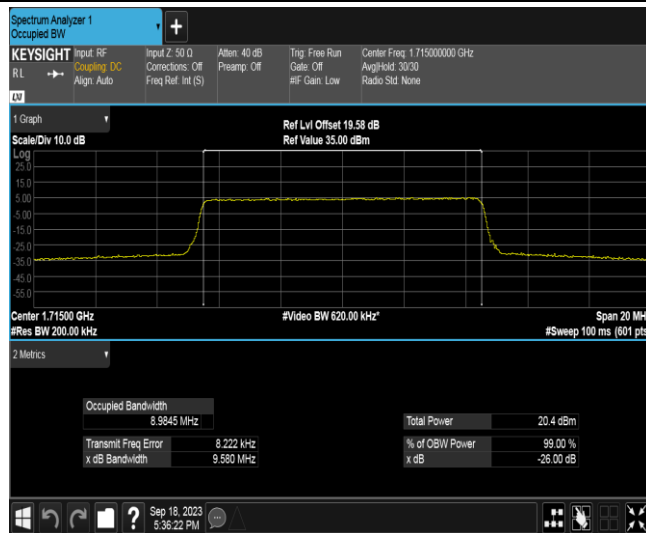 Spectrum Analyzer 1
Occupied BW
+
KEYSIGHT
RL
Input: RF
Coupling: DC
Align: Auto
Input Z: 50 Ω
Corrections: Off
Freq Ref: Int (S)
Atten: 40 dB
Preamp: Off
Trig: Free Run
Gate: Off
#IF Gain: Low
Center Freq: 1.715000000 GHz
Avg|Hold: 30/30
Radio Std: None
1 Graph
Scale/Div 10.0 dB
Ref Lvl Offset 19.58 dB
Ref Value 35.00 dBm
Log
25.0
15.0
5.00
-5.00
-15.0
-25.0
-35.0
-45.0
-55.0
Center 1.71500 GHz
#Video BW 620.00 kHz*
Span 20 MH
#Res BW 200.00 kHz
#Sweep 100 ms (601 pts
2 Metrics
Occupied Bandwidth
8.9845 MHz
Total Power 20.4 dBm
Transmit Freq Error 8.222 kHz
% of OBW Power 99.00 %
x dB Bandwidth 9.580 MHz
x dB -26.00 dB
?
Sep 18, 2023
5:36:22 PM